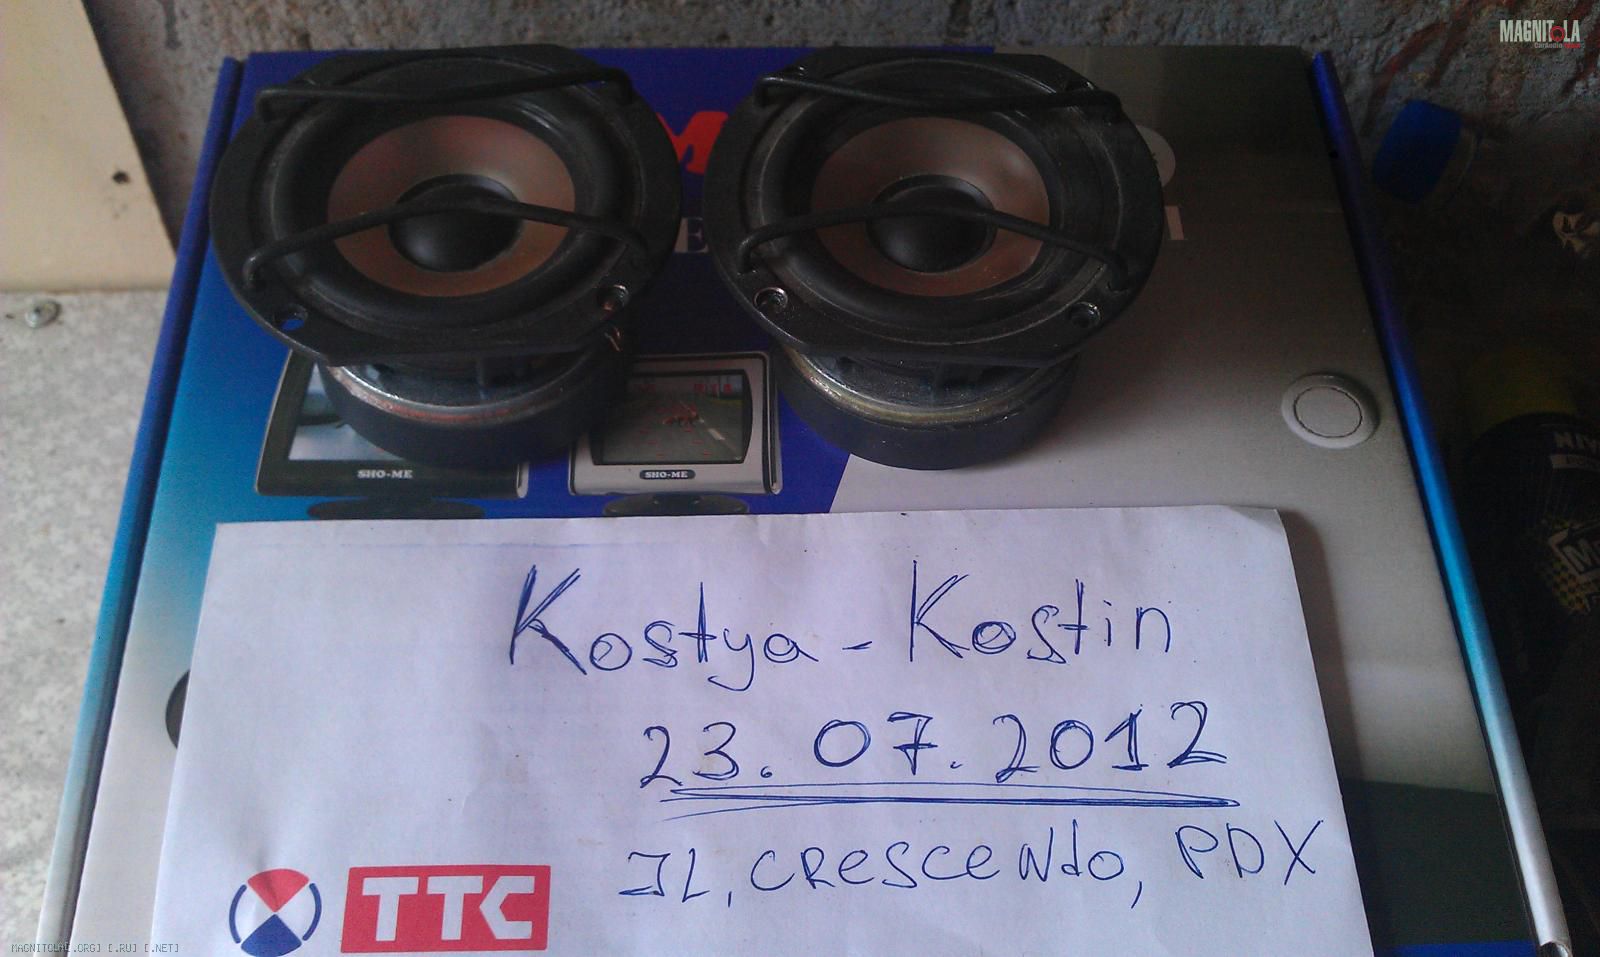 MAGNITOLA
SHO-ME
SHO-ME
Kostya - Kostin
23.07.2012
JL, CRESCENdo, PDX
TTC
MAGNITOLA[.ORG] [.RU] [.NET]